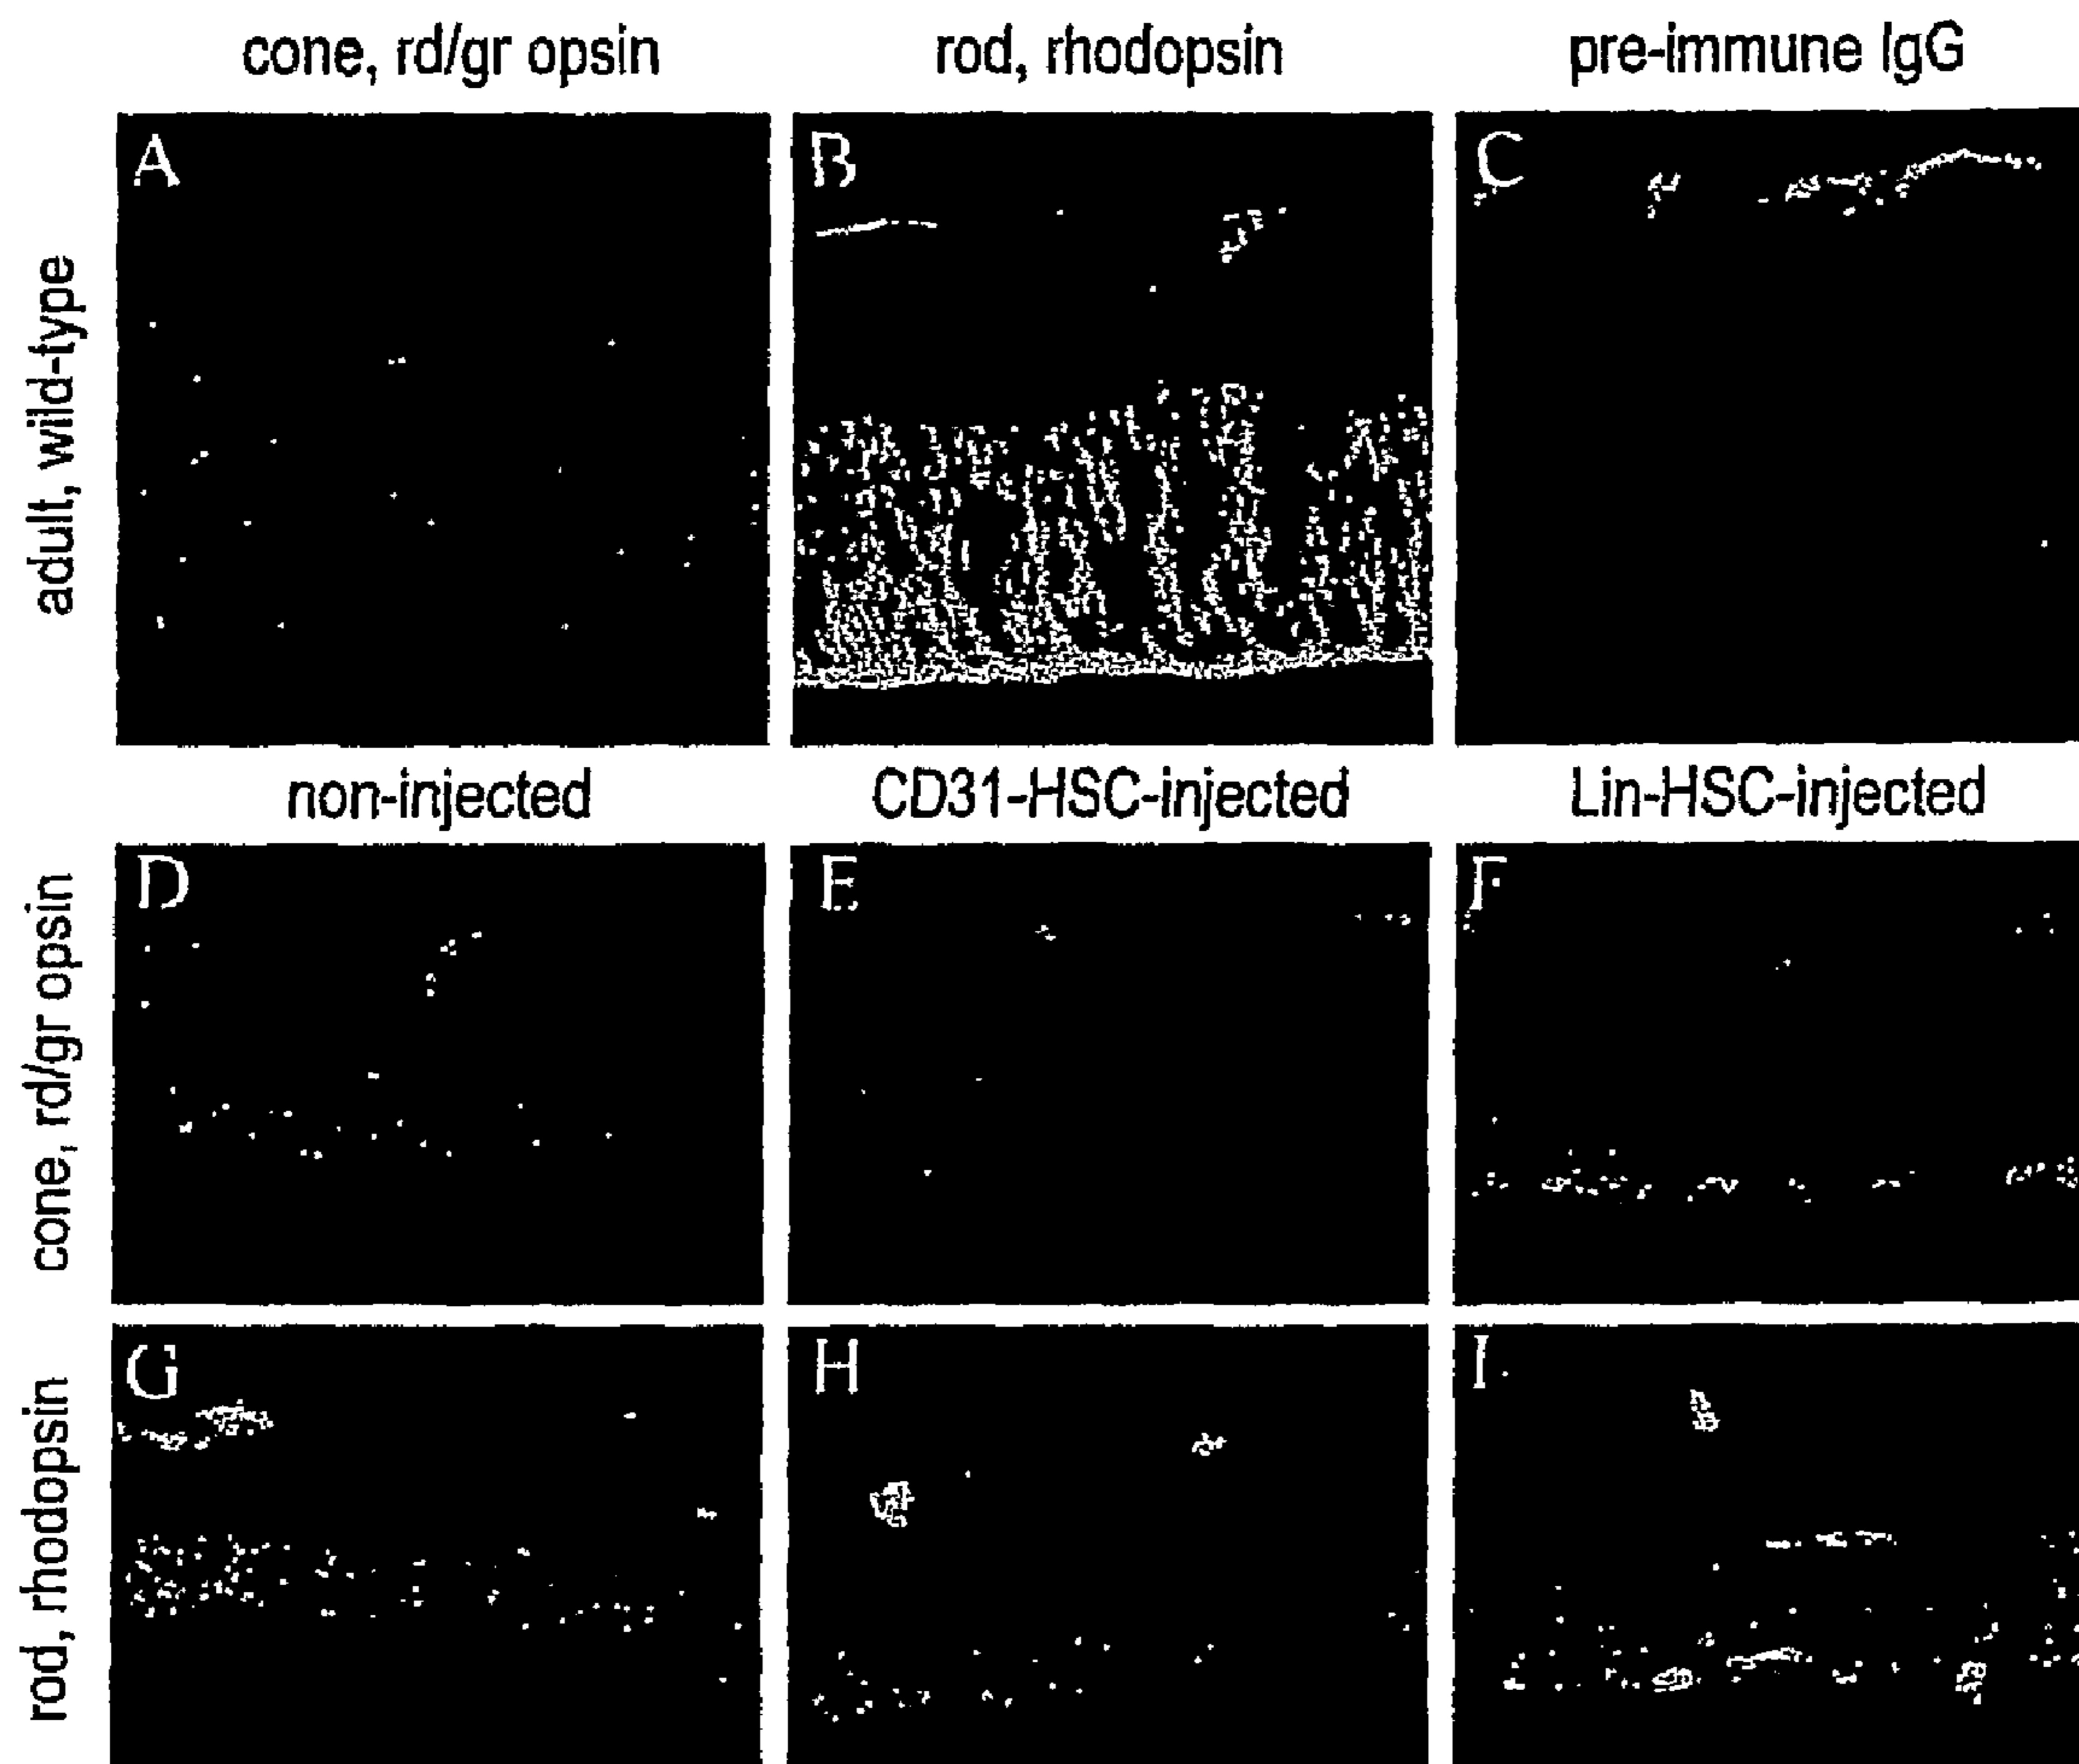 cone, rd/gr opsin
rod, rhodopsin
pre-immune IgG
adult, wild-type
A
B
C
non-injected
CD31-HSC-injected
Lin-HSC-injected
cone, rd/gr opsin
D
E
F
rod, rhodopsin
G
H
I